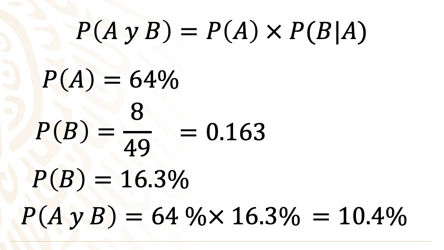 P(A y B) = P(A) × P(B|A)
P(A) = 64%
P(B) = 8/49 = 0.163
P(B) = 16.3%
P(A y B) = 64 %× 16.3% = 10.4%